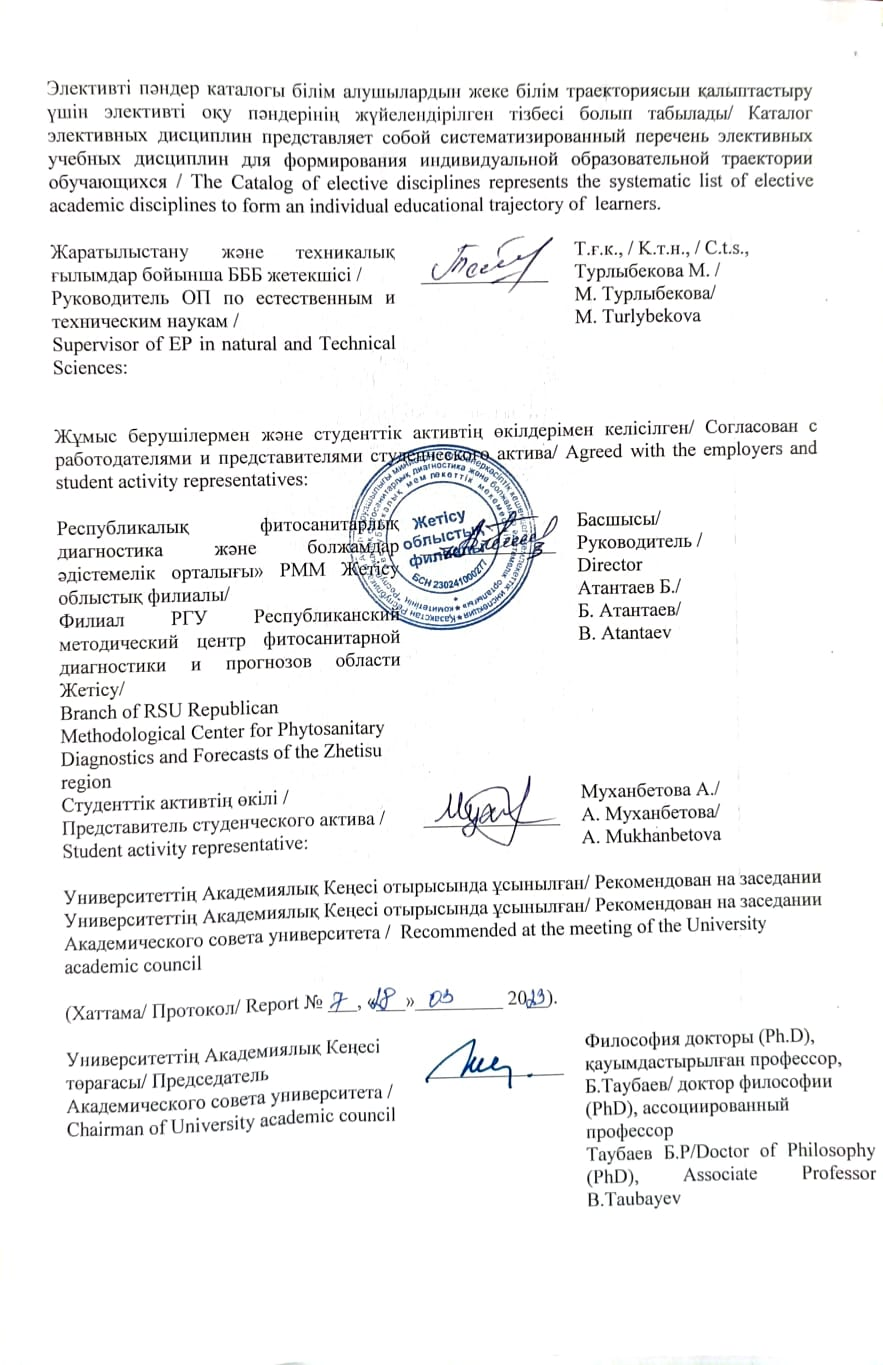 Элективті пәндер каталогы білім алушылардын жеке білім траекториясын қалыптастыру
үшін элективті оқу пәндерінің жүйелендірілген тізбесі болып табылады/ Каталог
элективных дисциплин представляет собой систематизированный перечень элективных
учебных дисциплин для формирования индивидуальной образовательной траектории
обучающихся / The Catalog of elective disciplines represents the systematic list of elective
academic disciplines to form an individual educational trajectory of learners.
Жаратылыстану және техникалық
ғылымдар бойынша БББ жетекшісі /
Руководитель ОП по естественным и
техническим наукам /
Supervisor of EP in natural and Technical
Sciences:
Т.ғ.к., / К.т.н., / C.t.s.,
Турлыбекова М. /
М. Турлыбекова/
M. Turlybekova
Жұмыс берушілермен және студенттік активтің өкілдерімен келісілген/ Согласован с
работодателями и представителями студенческого актива/ Agreed with the employers and
student activity representatives:
Республикалық фитосанитарлық
диагностика және болжамдар
әдістемелік орталығы» РММ Жетісу
облыстық филиалы/
Филиал РГУ Республиканский
методический центр фитосанитарной
диагностики и прогнозов области
Жетісу/
Branch of RSU Republican
Methodological Center for Phytosanitary
Diagnostics and Forecasts of the Zhetisu
region
Жетісу
облыстық
филиалы
БСН 230241000277
Басшысы/
Руководитель /
Director
Атантаев Б./
Б. Атантаев/
B. Atantaev
Студенттік активтің өкілі /
Представитель студенческого актива /
Student activity representative:
Муханбетова А./
А. Муханбетова/
A. Mukhanbetova
Университеттің Академиялық Кеңесі отырысында ұсынылған/ Рекомендован на заседании
Университеттің Академиялық Кеңесі отырысында ұсынылған/ Рекомендован на заседании
Академического совета университета / Recommended at the meeting of the University
academic council
(Хаттама/ Протокол/ Report № 7, «28» 03 2023).
Университеттің Академиялық Кеңесі
төрағасы/ Председатель
Академического совета университета /
Chairman of University academic council
Философия докторы (Ph.D),
қауымдастырылған профессор,
Б.Таубаев/ доктор философии
(PhD), ассоциированный
профессор
Таубаев Б.Р/Doctor of Philosophy
(PhD), Associate Professor
B.Taubayev